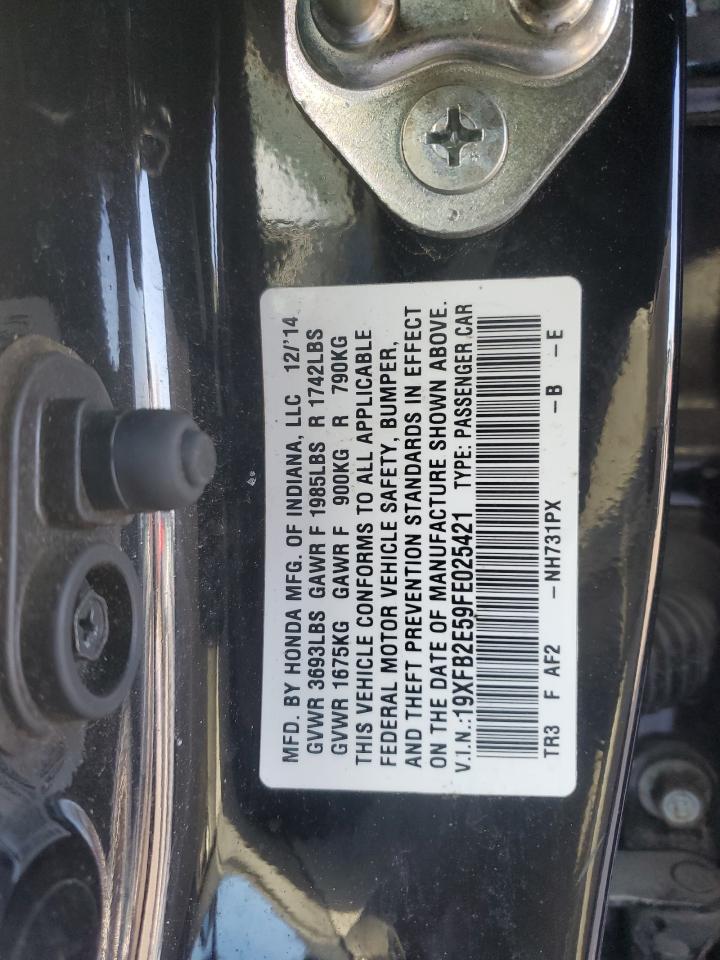 MFD. BY HONDA MFG. OF INDIANA, LLC 12/'14
GVWR 3693LBS GAWR F 1985LBS R 1742LBS
GVWR 1675KG GAWR F 900KG R 790KG
THIS VEHICLE CONFORMS TO ALL APPLICABLE
FEDERAL MOTOR VEHICLE SAFETY, BUMPER,
AND THEFT PREVENTION STANDARDS IN EFFECT
ON THE DATE OF MANUFACTURE SHOWN ABOVE.
V.I.N.:19XFB2E59FE025421 TYPE: PASSENGER CAR
TR3 F AF2 -NH731PX -B -E